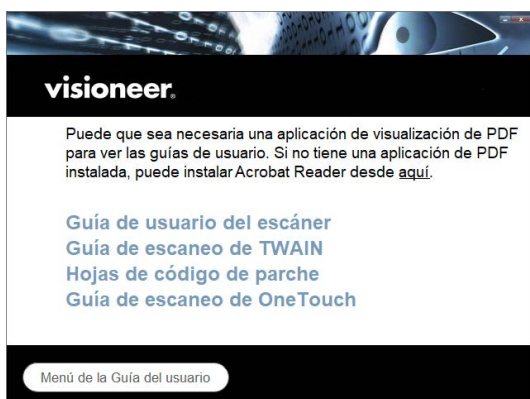 visioneer®
Puede que sea necesaria una aplicación de visualización de PDF
para ver las guías de usuario. Si no tiene una aplicación de PDF
instalada, puede instalar Acrobat Reader desde aquí.
Guía de usuario del escáner
Guía de escaneo de TWAIN
Hojas de código de parche
Guía de escaneo de OneTouch
Menú de la Guía del usuario